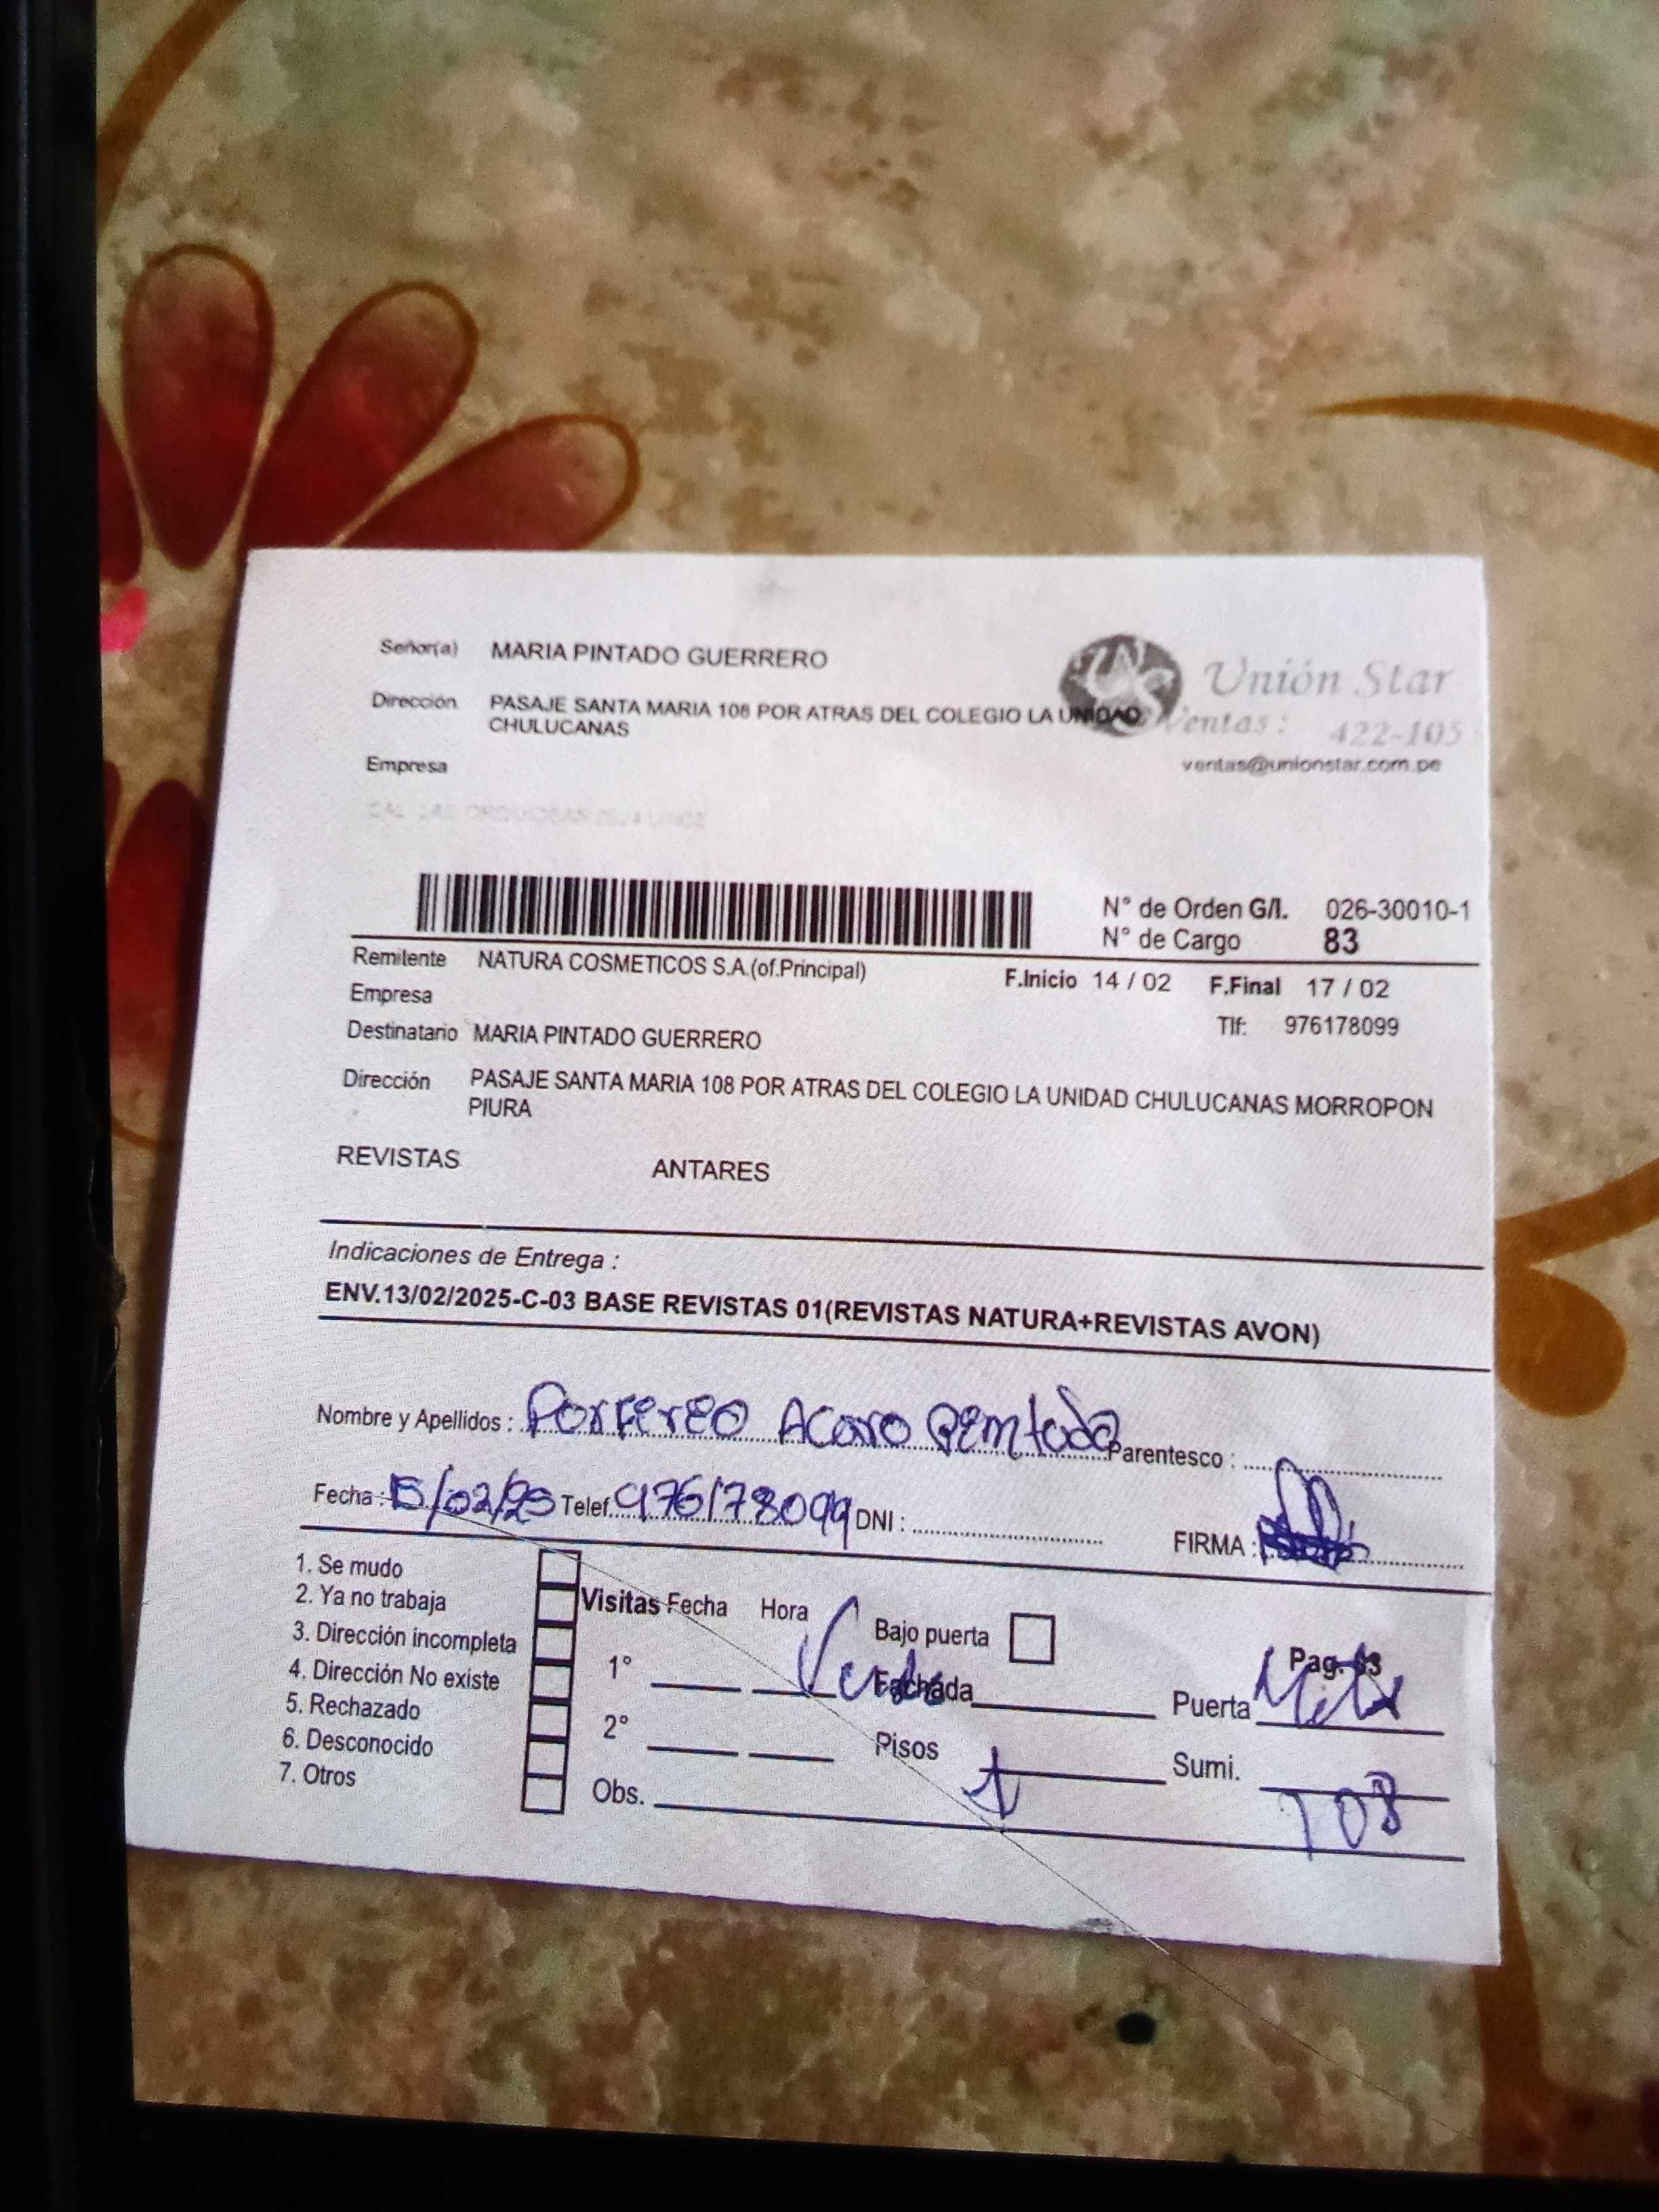 Señor(a) MARIA PINTADO GUERRERO
Unión Star
Dirección PASAJE SANTA MARIA 108 POR ATRAS DEL COLEGIO LA UNIDAD
CHULUCANAS
Ventas: 422-105
ventas@unionstar.com.pe
Empresa
N° de Orden G/I. 026-30010-1
N° de Cargo 83
Remitente NATURA COSMETICOS S.A.(of.Principal)
F.Inicio 14 / 02 F.Final 17 / 02
Empresa
Tlf: 976178099
Destinatario MARIA PINTADO GUERRERO
Dirección PASAJE SANTA MARIA 108 POR ATRAS DEL COLEGIO LA UNIDAD CHULUCANAS MORROPON
PIURA
REVISTAS ANTARES
Indicaciones de Entrega :
ENV.13/02/2025-C-03 BASE REVISTAS 01(REVISTAS NATURA+REVISTAS AVON)
Nombre y Apellidos : Porfereo Acaro Pemtado Parentesco :
Fecha : 15/02/25 Telef. 976178099 DNI : FIRMA :
1. Se mudo
2. Ya no trabaja
3. Dirección incompleta
4. Dirección No existe
5. Rechazado
6. Desconocido
7. Otros
Visitas Fecha Hora
1°
2°
Obs.
Bajo puerta
Fachada
Pisos 1
Pag. 83
Puerta
Sumi. 108